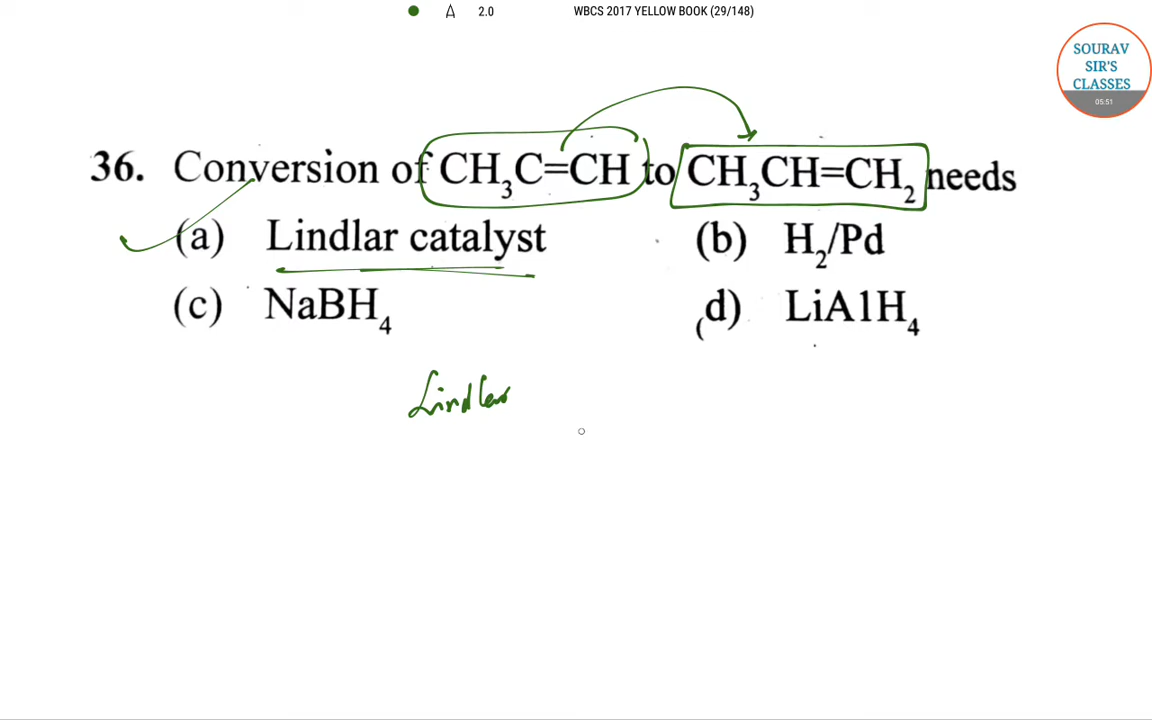 2.0 WBCS 2017 YELLOW BOOK (29/148)
SOURAV
SIR'S
CLASSES
05:51
36. Conversion of CH₃C=CH to CH₃CH=CH₂ needs
(a) Lindlar catalyst (b) H₂/Pd
(c) NaBH₄ (d) LiA1H₄
Lindlar